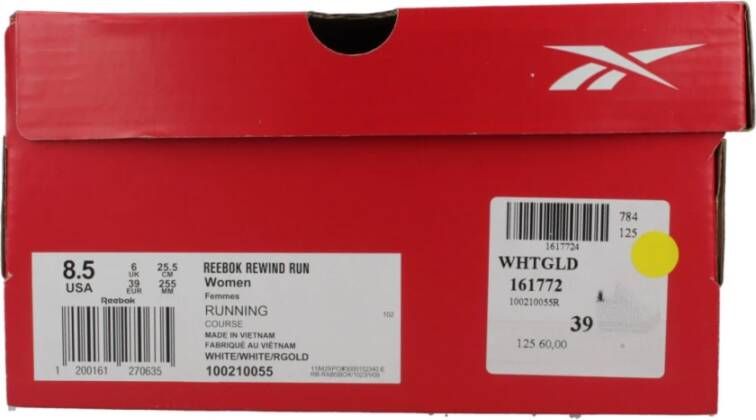 8.5
USA
6
UK
39
EUR
25.5
CM
255
MM
REEBOK REWIND RUN
Women
Femmes
RUNNING
COURSE
102
MADE IN VIETNAM
FABRIQUÉ AU VIÊTNAM
WHITE/WHITE/RGOLD
100210055
Reebok
1 200161 270635
784
125
1617724
WHTGLD
161772
100210055R
39
125 60,00